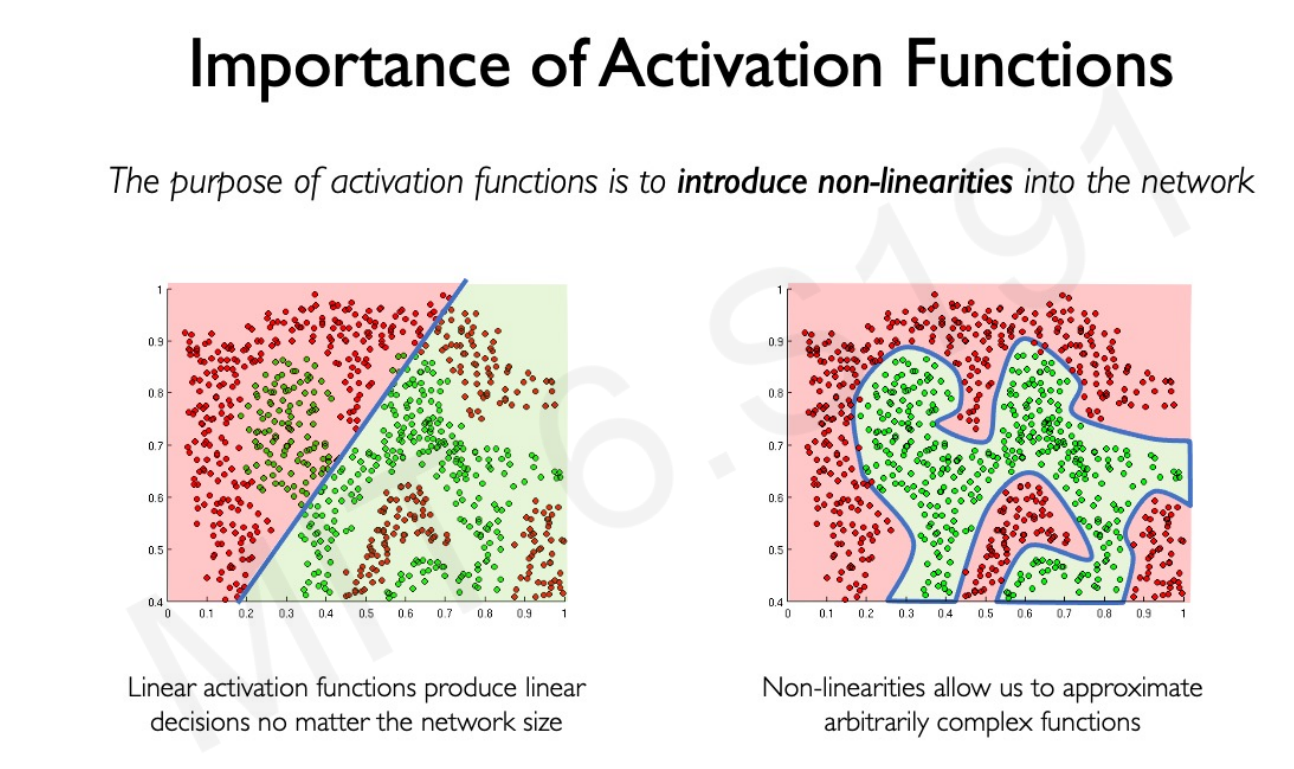 Importance of Activation Functions
The purpose of activation functions is to introduce non-linearities into the network
MIT 6.S191
1
0.9
0.8
0.7
0.6
0.5
0.4
0 0.1 0.2 0.3 0.4 0.5 0.6 0.7 0.8 0.9 1
Linear activation functions produce linear
decisions no matter the network size
1
0.9
0.8
0.7
0.6
0.5
0.4
0 0.1 0.2 0.3 0.4 0.5 0.6 0.7 0.8 0.9 1
Non-linearities allow us to approximate
arbitrarily complex functions